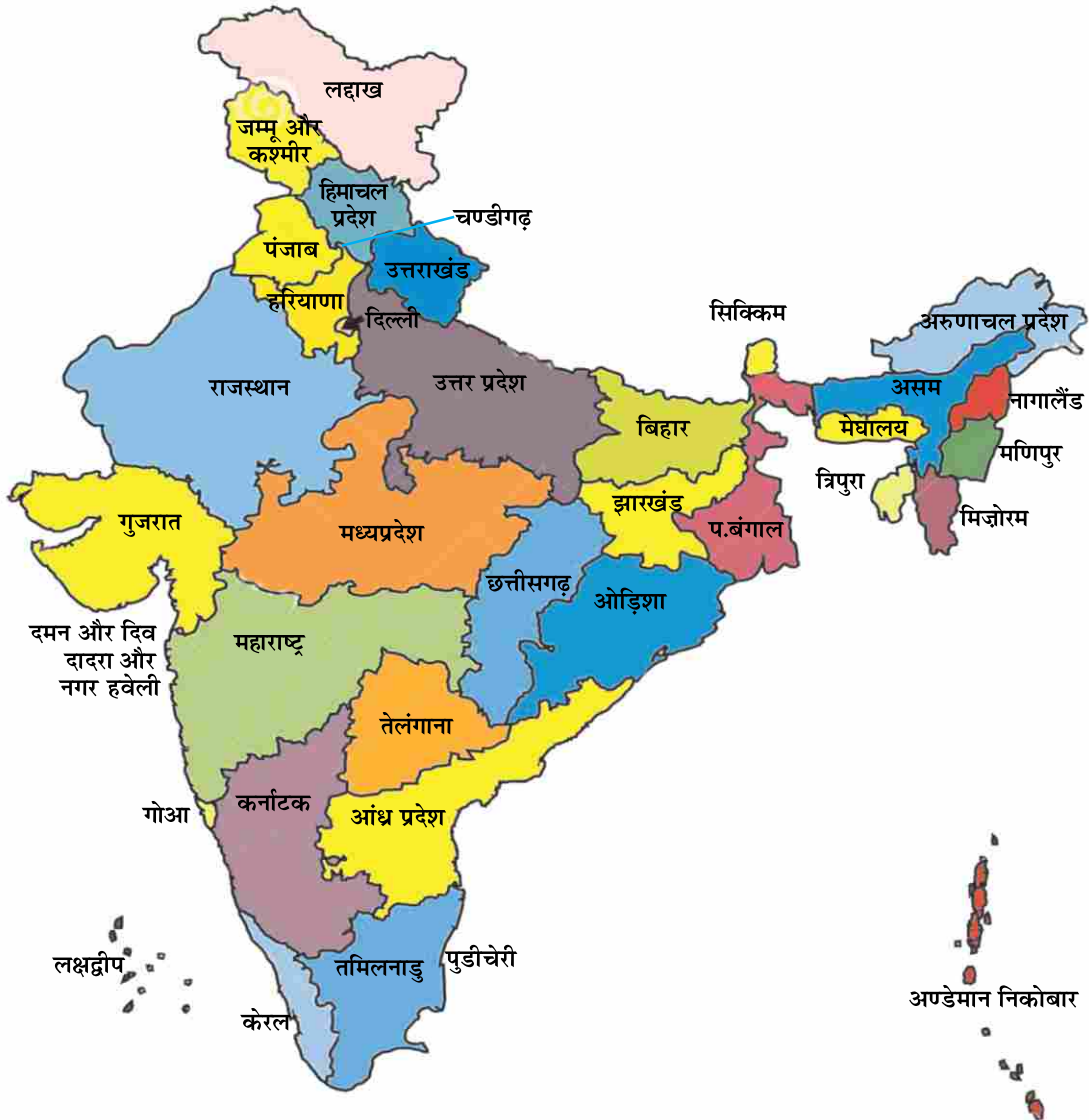 लद्दाख
जम्मू और
कश्मीर
हिमाचल
प्रदेश
चण्डीगढ़
पंजाब
उत्तराखंड
हरियाणा
दिल्ली
सिक्किम
अरुणाचल प्रदेश
राजस्थान
उत्तर प्रदेश
असम
नागालैंड
बिहार
मेघालय
मणिपुर
त्रिपुरा
झारखंड
गुजरात
मध्यप्रदेश
प.बंगाल
मिज़ोरम
छत्तीसगढ़
ओड़िशा
दमन और दिव
दादरा और
नगर हवेली
महाराष्ट्र
तेलंगाना
कर्नाटक
गोआ
आंध्र प्रदेश
लक्षद्वीप
तमिलनाडु
पुडीचेरी
केरल
अण्डेमान निकोबार